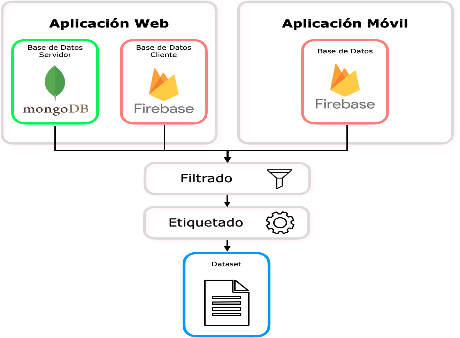 Aplicación Web
Aplicación Móvil
Base de Datos
Servidor
mongoDB
Base de Datos
Cliente
Firebase
Base de Datos
Firebase
Filtrado
Etiquetado
Dataset